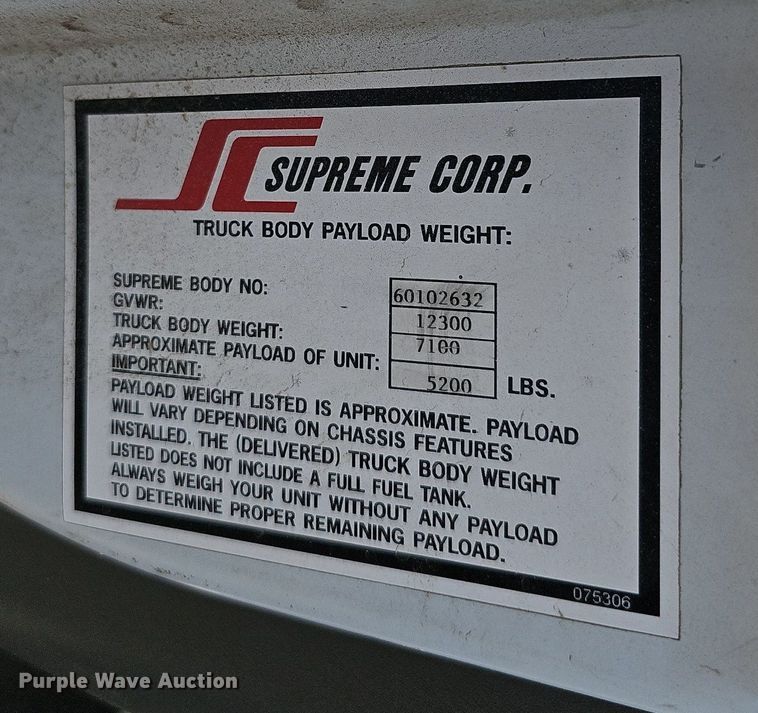 SC SUPREME CORP.
TRUCK BODY PAYLOAD WEIGHT:
SUPREME BODY NO: 60102632
GVWR: 12300
TRUCK BODY WEIGHT: 7100
APPROXIMATE PAYLOAD OF UNIT: 5200 LBS.
IMPORTANT:
PAYLOAD WEIGHT LISTED IS APPROXIMATE. PAYLOAD
WILL VARY DEPENDING ON CHASSIS FEATURES
INSTALLED. THE (DELIVERED) TRUCK BODY WEIGHT
LISTED DOES NOT INCLUDE A FULL FUEL TANK.
ALWAYS WEIGH YOUR UNIT WITHOUT ANY PAYLOAD
TO DETERMINE PROPER REMAINING PAYLOAD.
075306
Purple Wave Auction